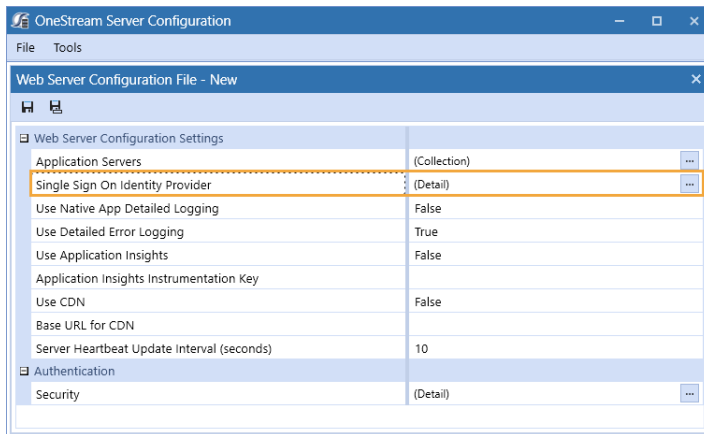 OneStream Server Configuration
File Tools
Web Server Configuration File - New
Web Server Configuration Settings
Application Servers (Collection) ...
Single Sign On Identity Provider (Detail) ...
Use Native App Detailed Logging False
Use Detailed Error Logging True
Use Application Insights False
Application Insights Instrumentation Key
Use CDN False
Base URL for CDN
Server Heartbeat Update Interval (seconds) 10
Authentication
Security (Detail) ...